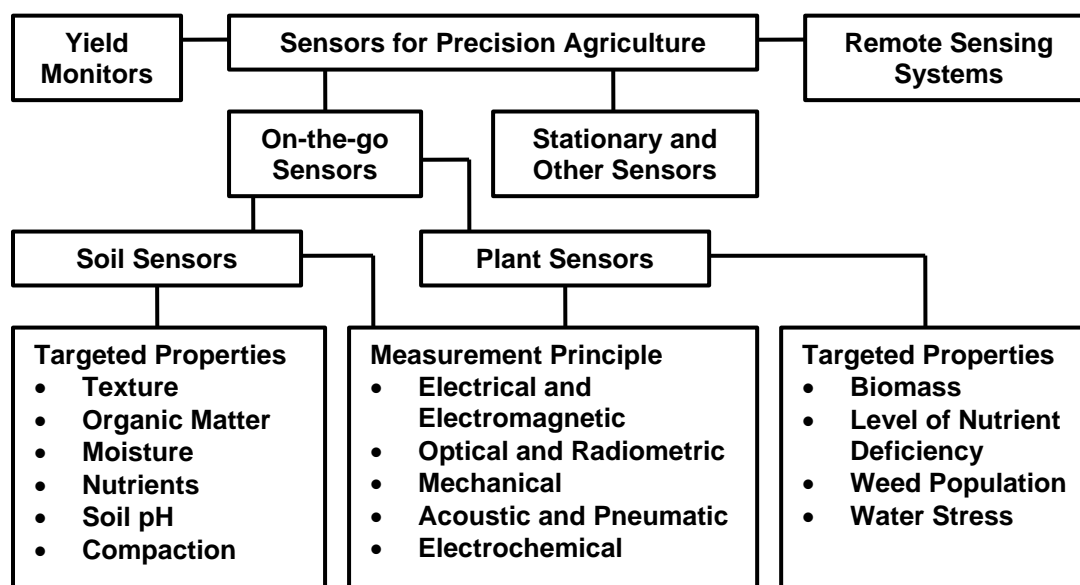 Yield
Monitors
Sensors for Precision Agriculture
Remote Sensing
Systems
On-the-go
Sensors
Stationary and
Other Sensors
Soil Sensors
Plant Sensors
Targeted Properties
• Texture
• Organic Matter
• Moisture
• Nutrients
• Soil pH
• Compaction
Measurement Principle
• Electrical and
Electromagnetic
• Optical and Radiometric
• Mechanical
• Acoustic and Pneumatic
• Electrochemical
Targeted Properties
• Biomass
• Level of Nutrient
Deficiency
• Weed Population
• Water Stress